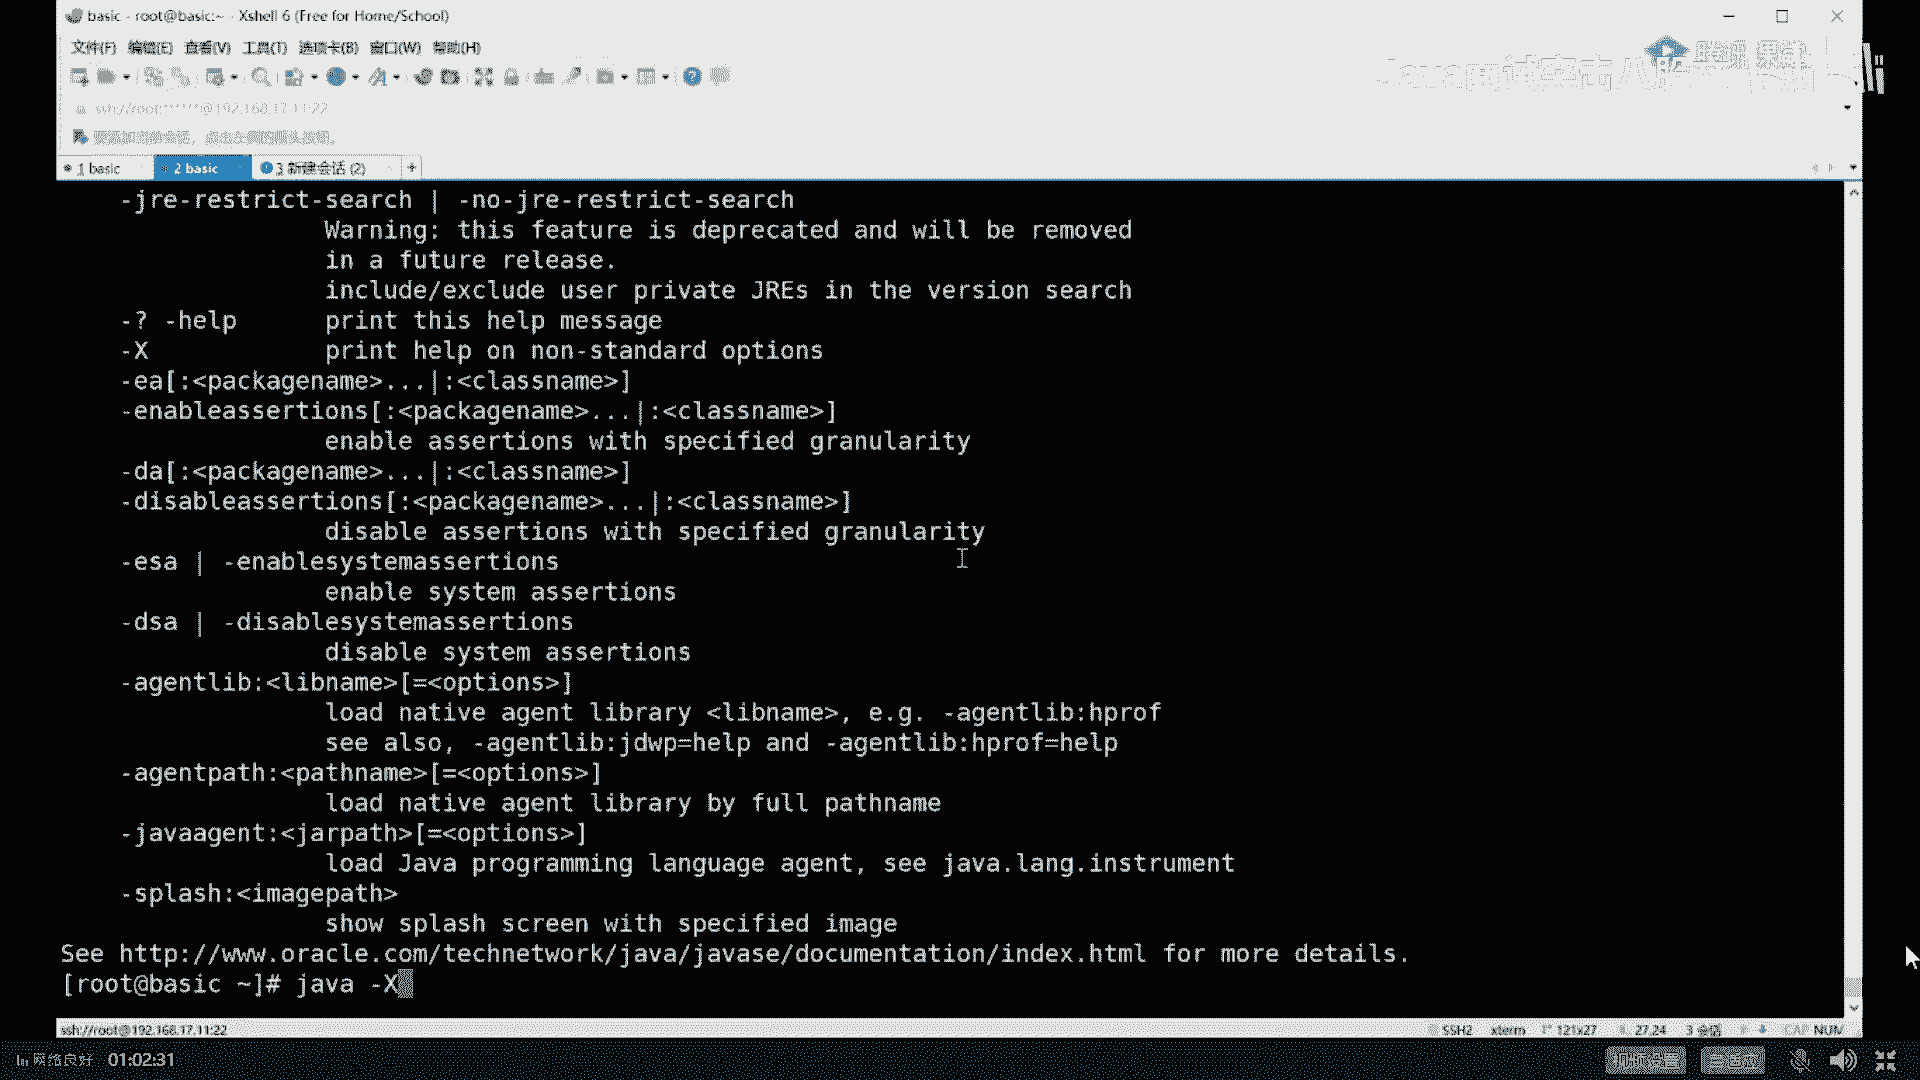 basic - root@basic:~ - Xshell 6 (Free for Home/School)
文件(F) 编辑(E) 查看(V) 工具(T) 选项卡(B) 窗口(W) 帮助(H)
ssh://root:******@192.168.17.11:22
要添加当前会话，点击左侧的箭头按钮。
1 basic
2 basic
3 新建会话 (2)
+
-jre-restrict-search | -no-jre-restrict-search
Warning: this feature is deprecated and will be removed
in a future release.
include/exclude user private JREs in the version search
-? -help print this help message
-X print help on non-standard options
-ea[:<packagename>...|:<classname>]
-enableassertions[:<packagename>...|:<classname>]
enable assertions with specified granularity
-da[:<packagename>...|:<classname>]
-disableassertions[:<packagename>...|:<classname>]
disable assertions with specified granularity
-esa | -enablesystemassertions
enable system assertions
-dsa | -disablesystemassertions
disable system assertions
-agentlib:<libname>[=<options>]
load native agent library <libname>, e.g. -agentlib:hprof
see also, -agentlib:jdwp=help and -agentlib:hprof=help
-agentpath:<pathname>[=<options>]
load native agent library by full pathname
-javaagent:<jarpath>[=<options>]
load Java programming language agent, see java.lang.instrument
-splash:<imagepath>
show splash screen with specified image
See http://www.oracle.com/technetwork/java/javase/documentation/index.html for more details.
[root@basic ~]# java -X
ssh://root@192.168.17.11:22 SSH2 xterm 121x27 27,24 3 会话 CAP NUM
网络良好 01:02:31 视频设置 自适应